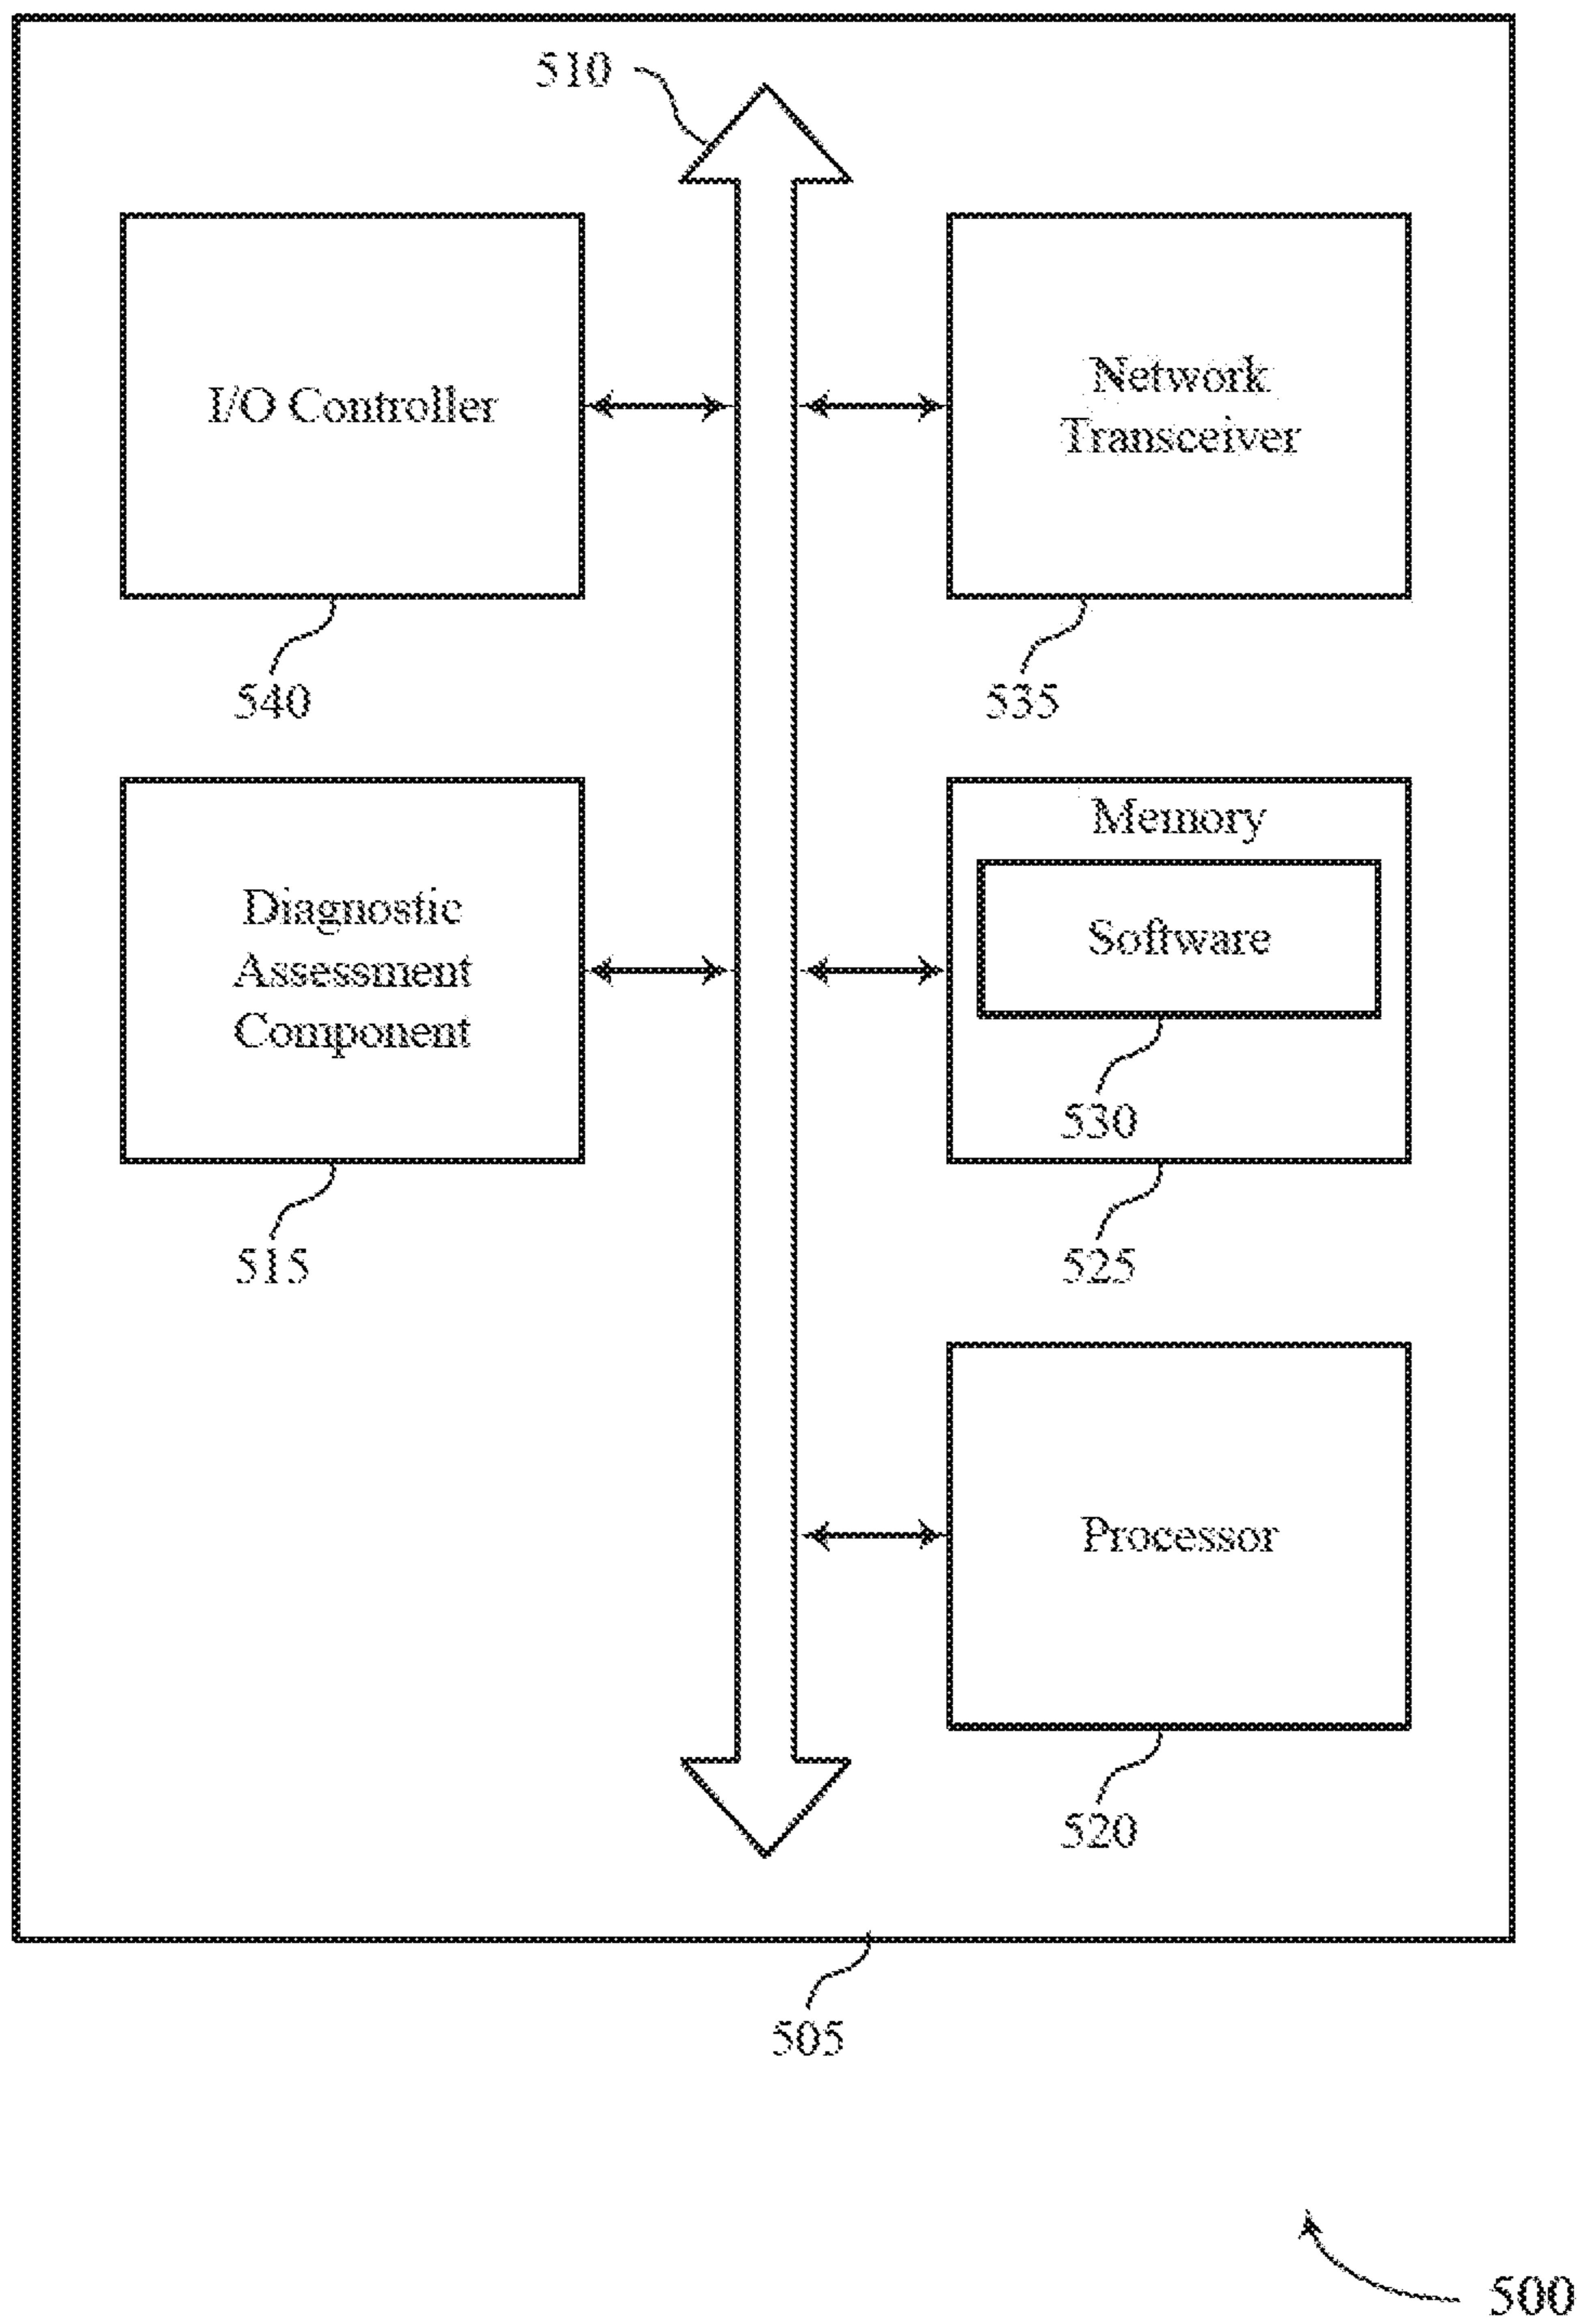 510
I/O Controller
Network
Transceiver
540
535
Diagnostic
Assessment
Component
Memory
Software
530
515
525
Processor
520
505
500